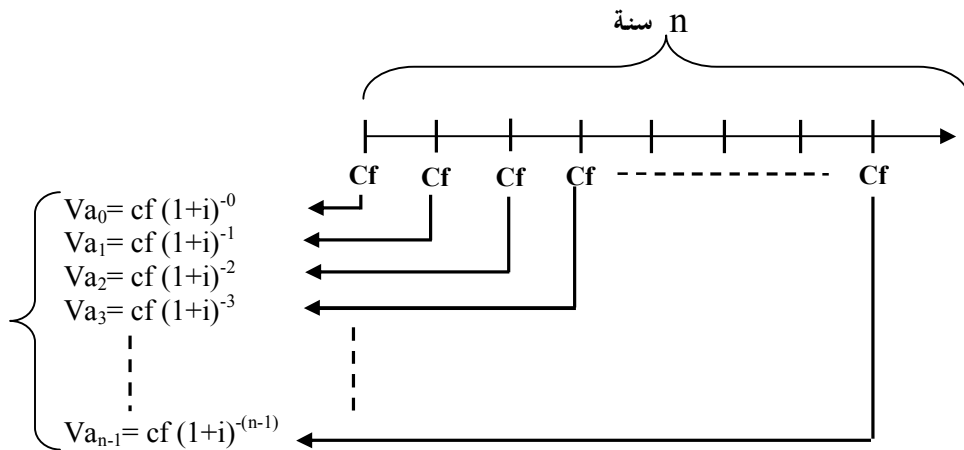 n سنة
Cf Cf Cf Cf Cf
Va₀= cf (1+i)⁻⁰
Va₁= cf (1+i)⁻¹
Va₂= cf (1+i)⁻²
Va₃= cf (1+i)⁻³
Vaₙ₋₁= cf (1+i)⁻⁽ⁿ⁻¹⁾